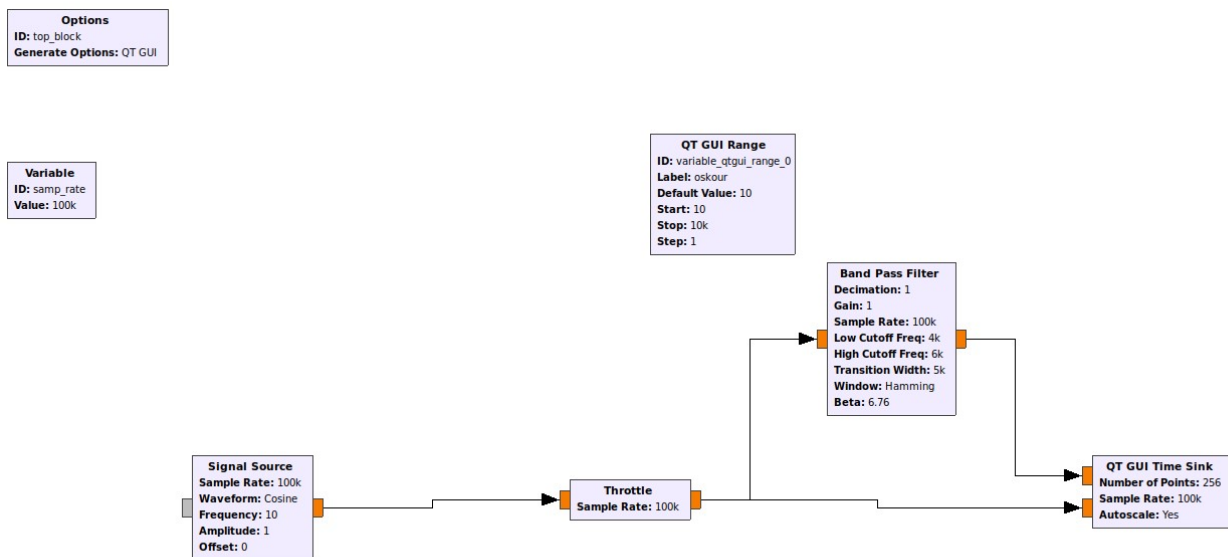 Options
ID: top_block
Generate Options: QT GUI
Variable
ID: samp_rate
Value: 100k
QT GUI Range
ID: variable_qtgui_range_0
Label: oskour
Default Value: 10
Start: 10
Stop: 10k
Step: 1
Band Pass Filter
Decimation: 1
Gain: 1
Sample Rate: 100k
Low Cutoff Freq: 4k
High Cutoff Freq: 6k
Transition Width: 5k
Window: Hamming
Beta: 6.76
Signal Source
Sample Rate: 100k
Waveform: Cosine
Frequency: 10
Amplitude: 1
Offset: 0
Throttle
Sample Rate: 100k
QT GUI Time Sink
Number of Points: 256
Sample Rate: 100k
Autoscale: Yes